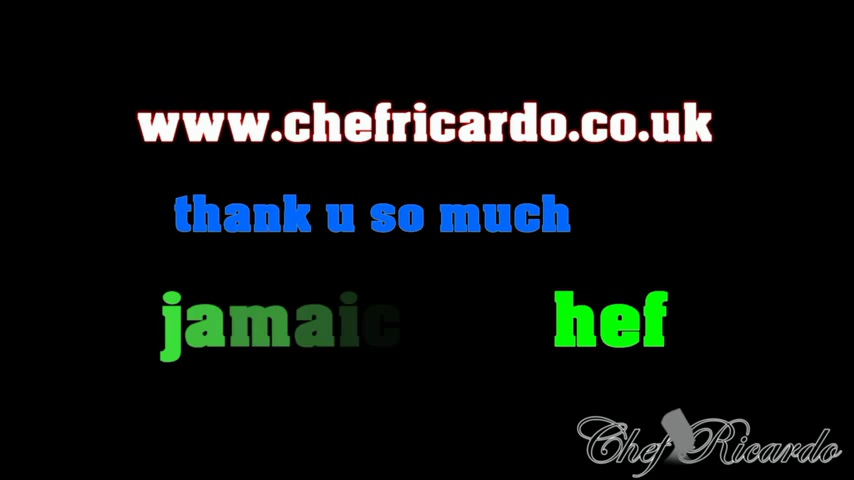 www.chefricardo.co.uk
thank u so much
jamaic hef
Chef Ricardo